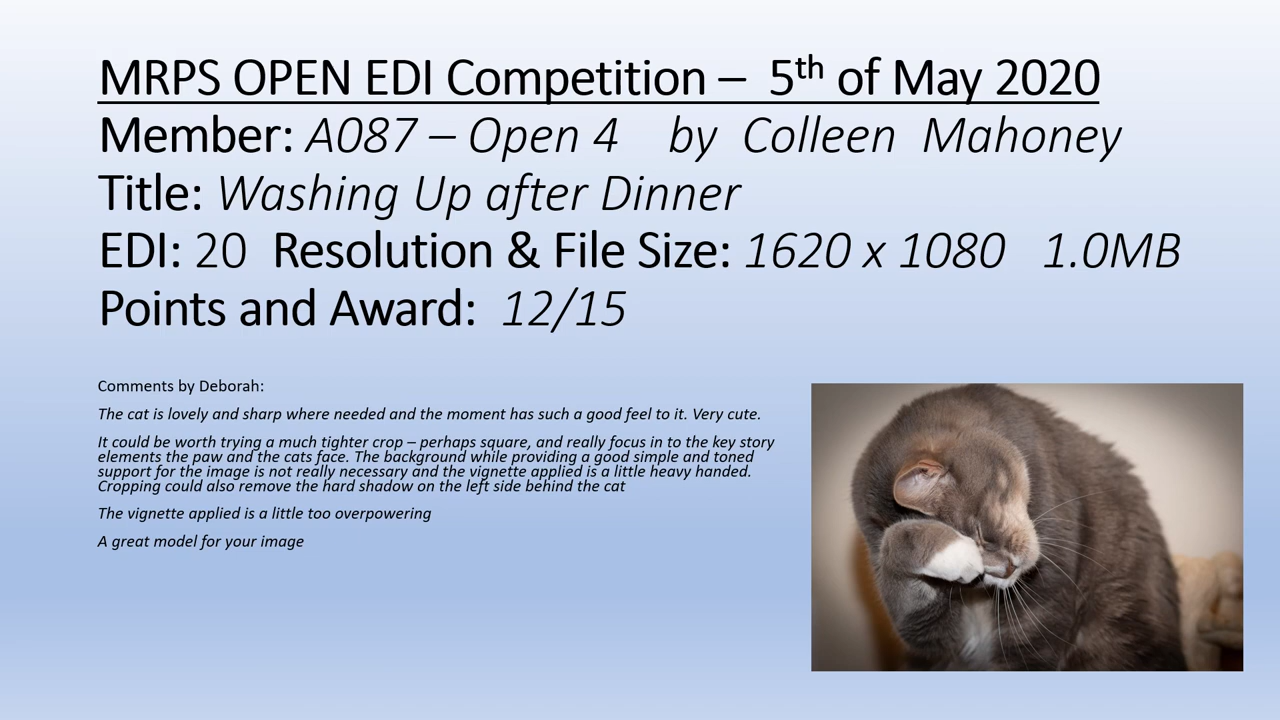 MRPS OPEN EDI Competition – 5th of May 2020
Member: A087 – Open 4 by Colleen Mahoney
Title: Washing Up after Dinner
EDI: 20 Resolution & File Size: 1620 x 1080 1.0MB
Points and Award: 12/15
Comments by Deborah:
The cat is lovely and sharp where needed and the moment has such a good feel to it. Very cute.
It could be worth trying a much tighter crop – perhaps square, and really focus in to the key story
elements the paw and the cats face. The background while providing a good simple and toned
support for the image is not really necessary and the vignette applied is a little heavy handed.
Cropping could also remove the hard shadow on the left side behind the cat
The vignette applied is a little too overpowering
A great model for your image